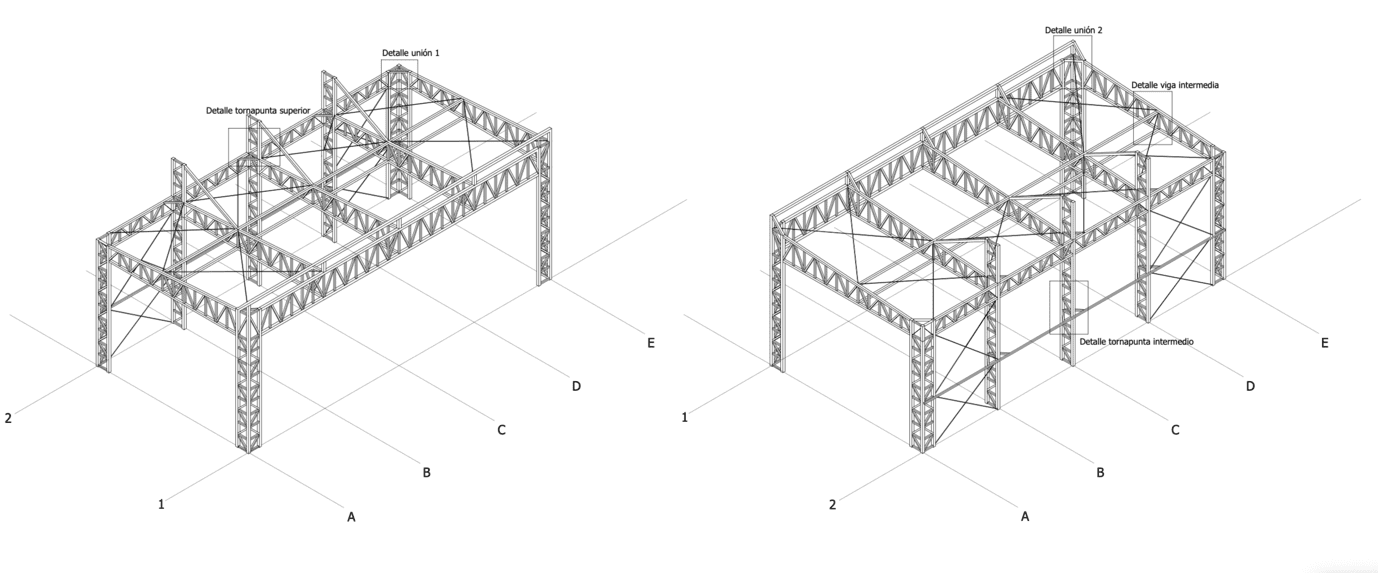 Detalle unión 1
Detalle tornapunta superior
E
D
C
B
A
2
1
Detalle unión 2
Detalle viga intermedia
Detalle tornapunta intermedio
E
D
C
B
A
1
2